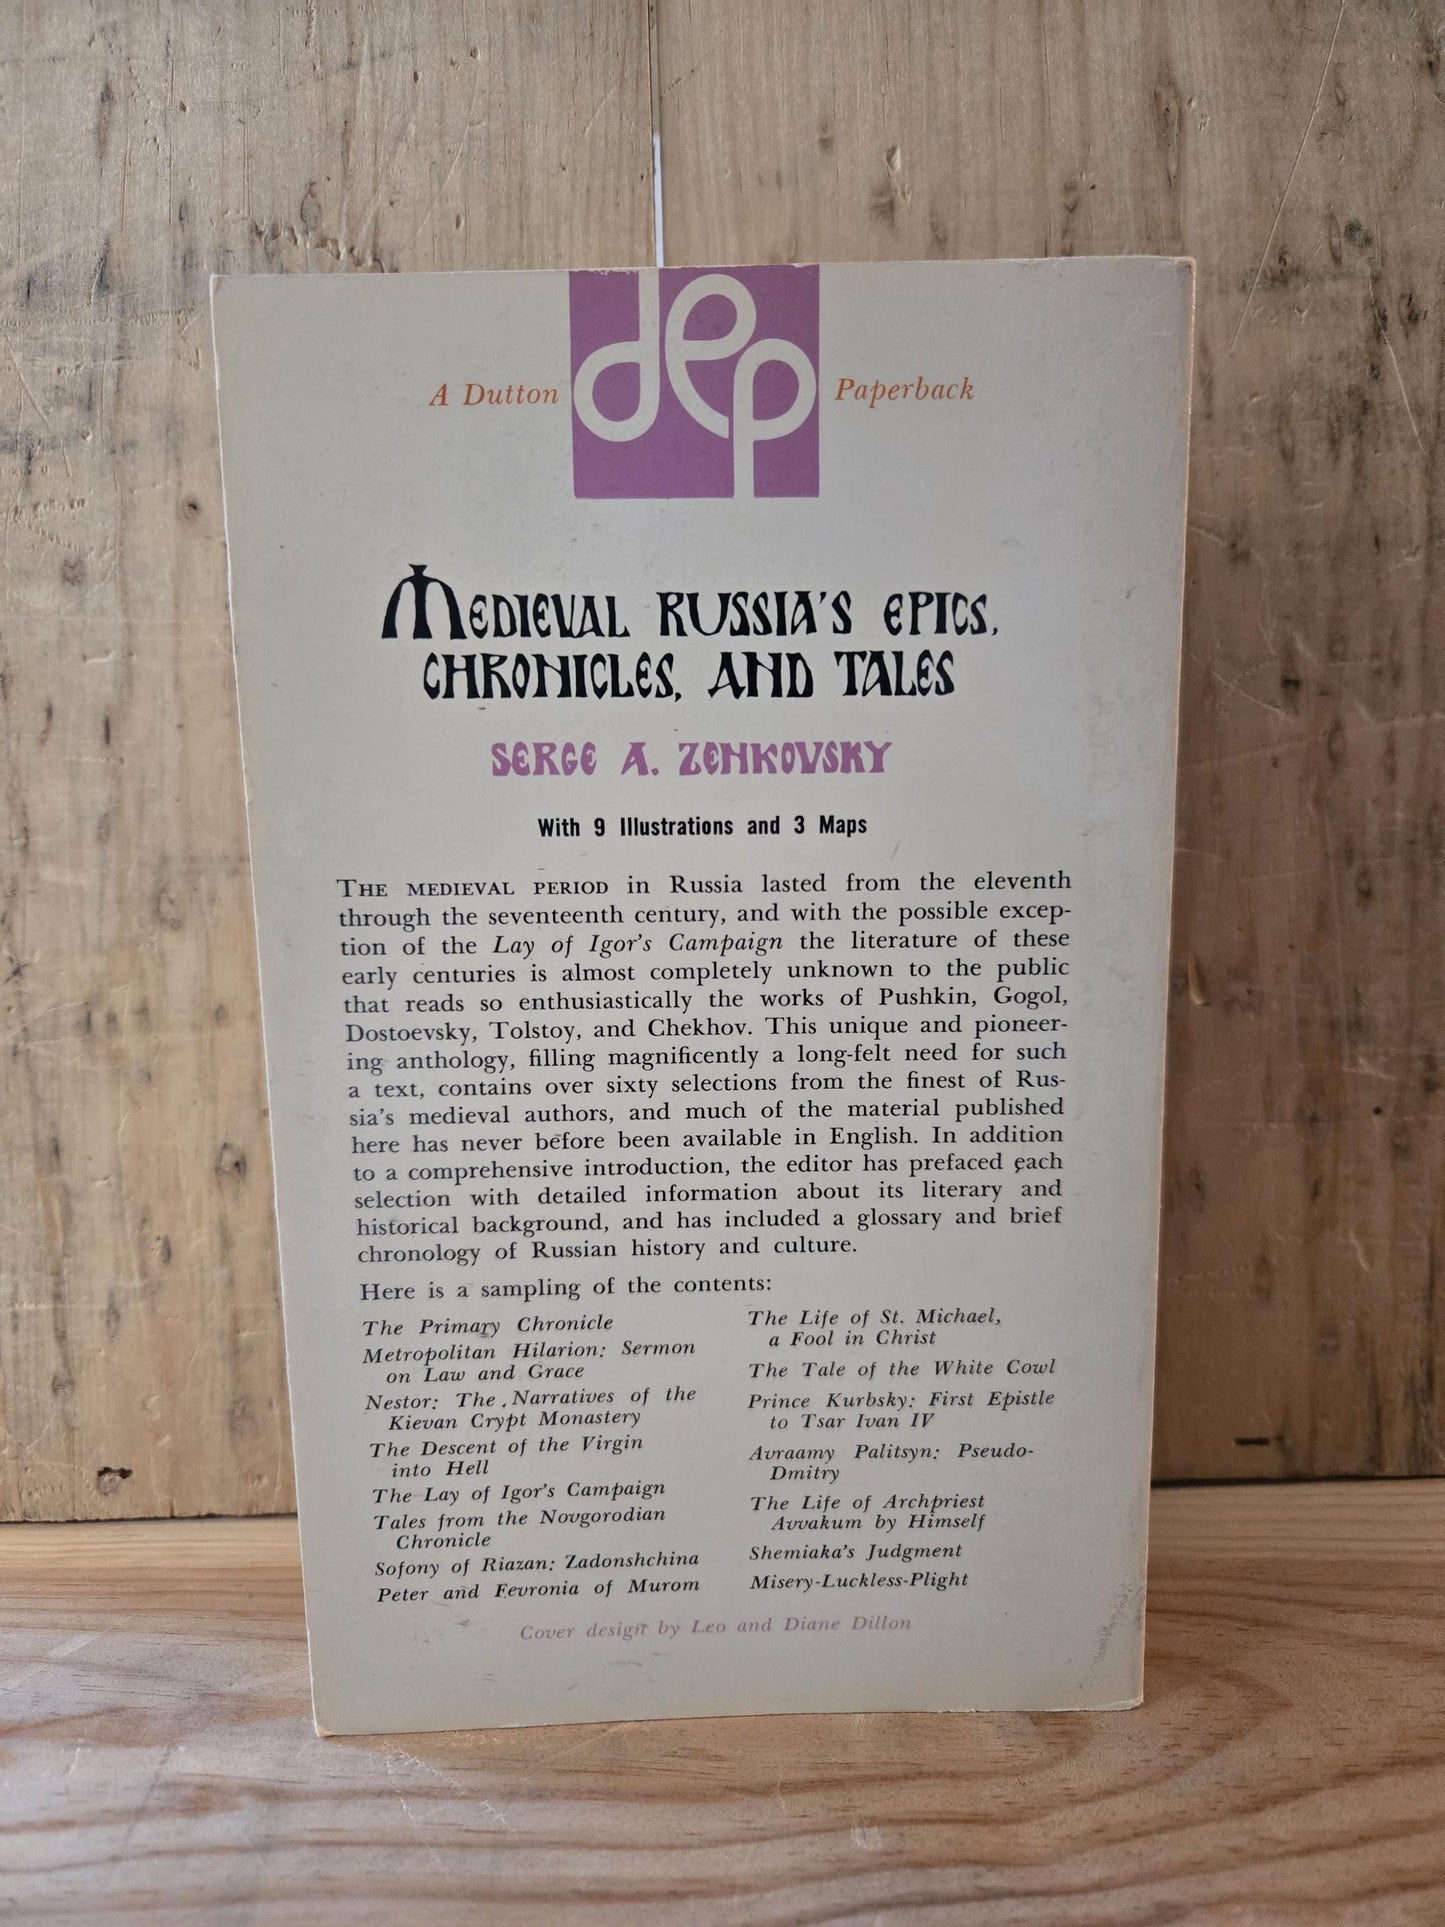 A Dutton dep Paperback
MEDIEVAL RUSSIA'S EPICS,
CHRONICLES, AND TALES
SERGE A. ZENKOVSKY
With 9 Illustrations and 3 Maps
THE MEDIEVAL PERIOD in Russia lasted from the eleventh
through the seventeenth century, and with the possible excep-
tion of the Lay of Igor's Campaign the literature of these
early centuries is almost completely unknown to the public
that reads so enthusiastically the works of Pushkin, Gogol,
Dostoevsky, Tolstoy, and Chekhov. This unique and pioneer-
ing anthology, filling magnificently a long-felt need for such
a text, contains over sixty selections from the finest of Rus-
sia's medieval authors, and much of the material published
here has never before been available in English. In addition
to a comprehensive introduction, the editor has prefaced each
selection with detailed information about its literary and
historical background, and has included a glossary and brief
chronology of Russian history and culture.
Here is a sampling of the contents:
The Primary Chronicle
Metropolitan Hilarion: Sermon
on Law and Grace
Nestor: The Narratives of the
Kievan Crypt Monastery
The Descent of the Virgin
into Hell
The Lay of Igor's Campaign
Tales from the Novgorodian
Chronicle
Sofony of Riazan: Zadonshchina
Peter and Fevronia of Murom
The Life of St. Michael,
a Fool in Christ
The Tale of the White Cowl
Prince Kurbsky: First Epistle
to Tsar Ivan IV
Avraamy Palitsyn: Pseudo-
Dmitry
The Life of Archpriest
Avvakum by Himself
Shemiaka's Judgment
Misery-Luckless-Plight
Cover design by Leo and Diane Dillon